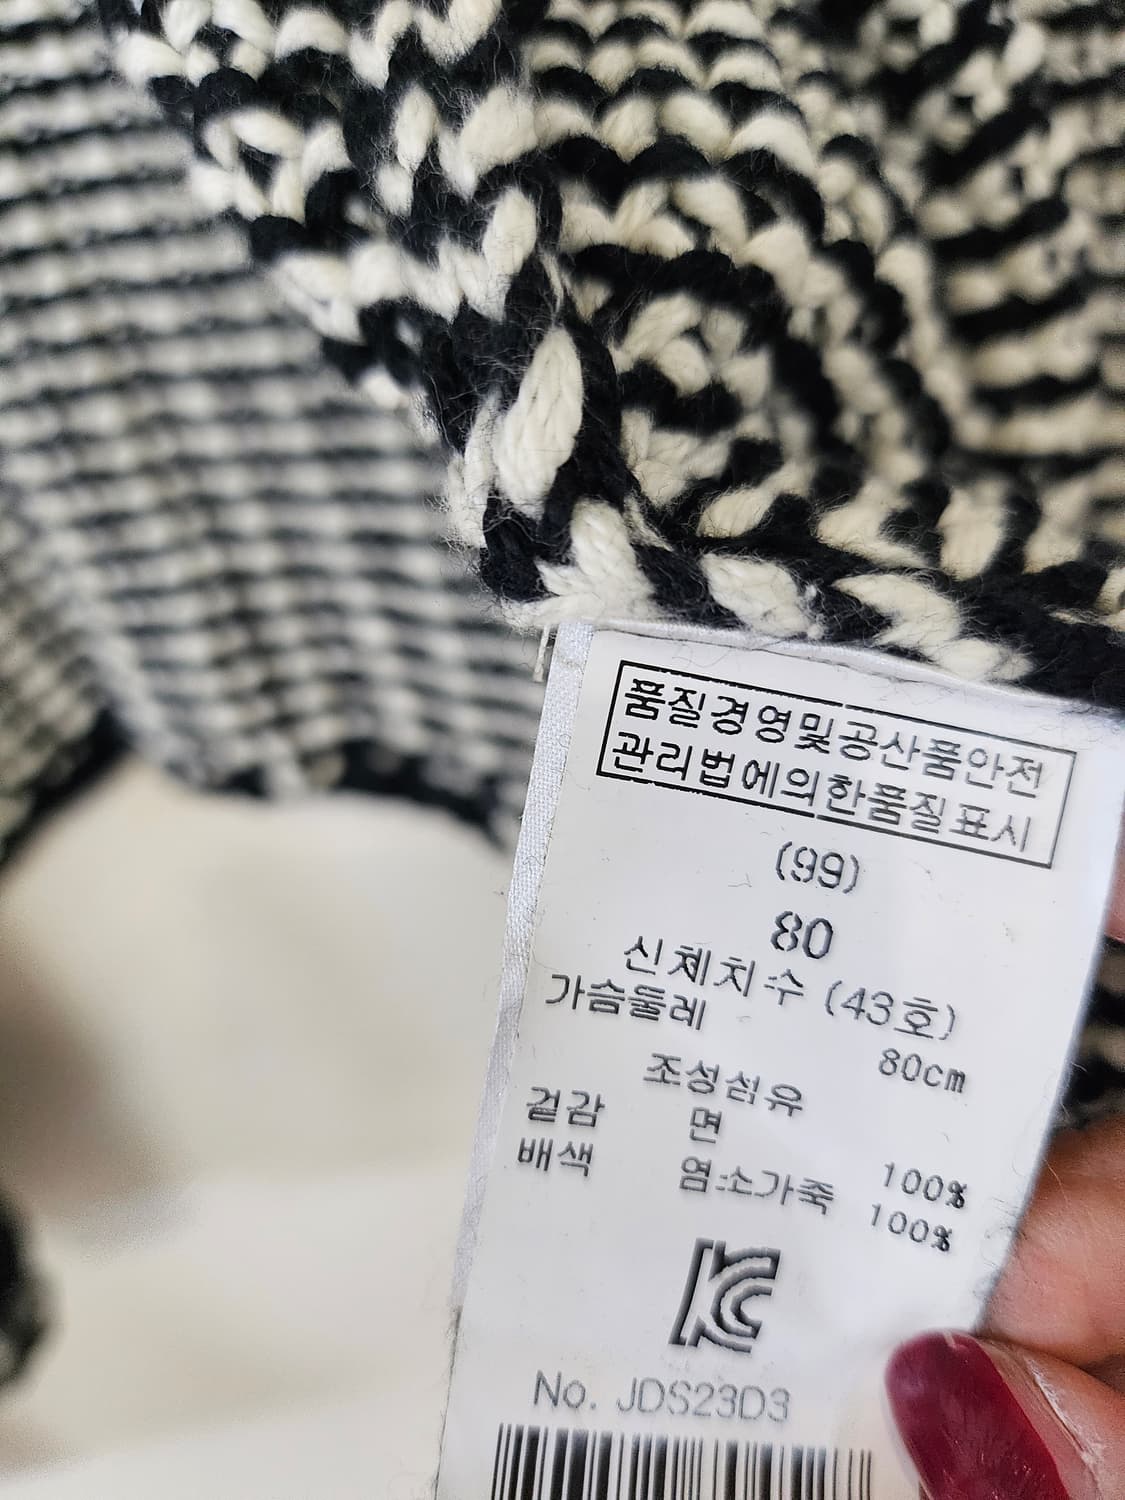 품질경영및공산품안전
관리법에의한품질표시
(99)
80
신체치수 (43호)
가슴둘레 80cm
조성섬유
겉감 면 100%
배색 염소가죽 100%
KC
No. JDS23D3